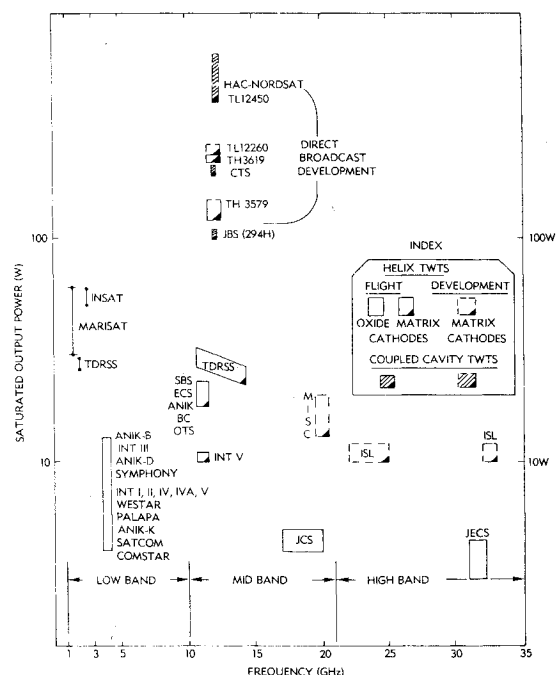 HAC-NORDSAT
TL12450
TL12260
TH3619
CTS
DIRECT
BROADCAST
DEVELOPMENT
TH 3579
JBS (294H)
SATURATED OUTPUT POWER (W)
100
100W
10
10W
INDEX
HELIX TWTS
FLIGHT
DEVELOPMENT
OXIDE
MATRIX
CATHODES
MATRIX
CATHODES
COUPLED CAVITY TWTS
INSAT
MARISAT
TDRSS
TDRSS
SBS
ECS
ANIK
BC
OTS
INT V
M
I
S
C
ISL
ISL
ANIK-B
INT III
ANIK-D
SYMPHONY
INT I, II, IV, IVA, V
WESTAR
PALAPA
ANIK-K
SATCOM
COMSTAR
JCS
JECS
LOW BAND
MID BAND
HIGH BAND
1 3 5 10 15 20 25 30 35
FREQUENCY (GHz)